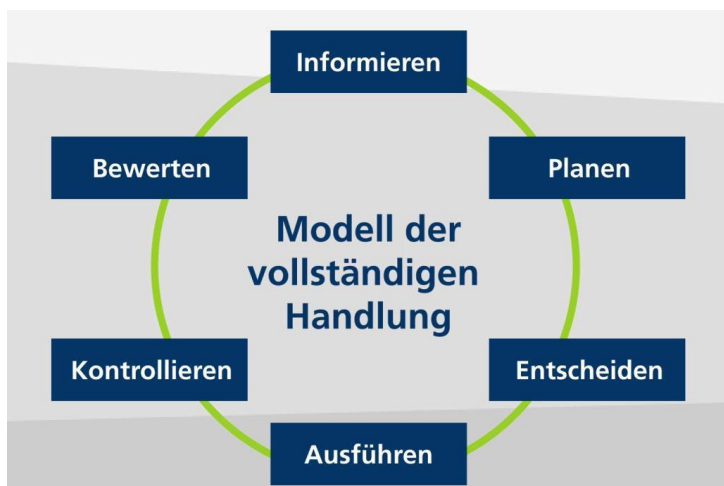 Informieren
Bewerten
Planen
Modell der
vollständigen
Handlung
Kontrollieren
Entscheiden
Ausführen